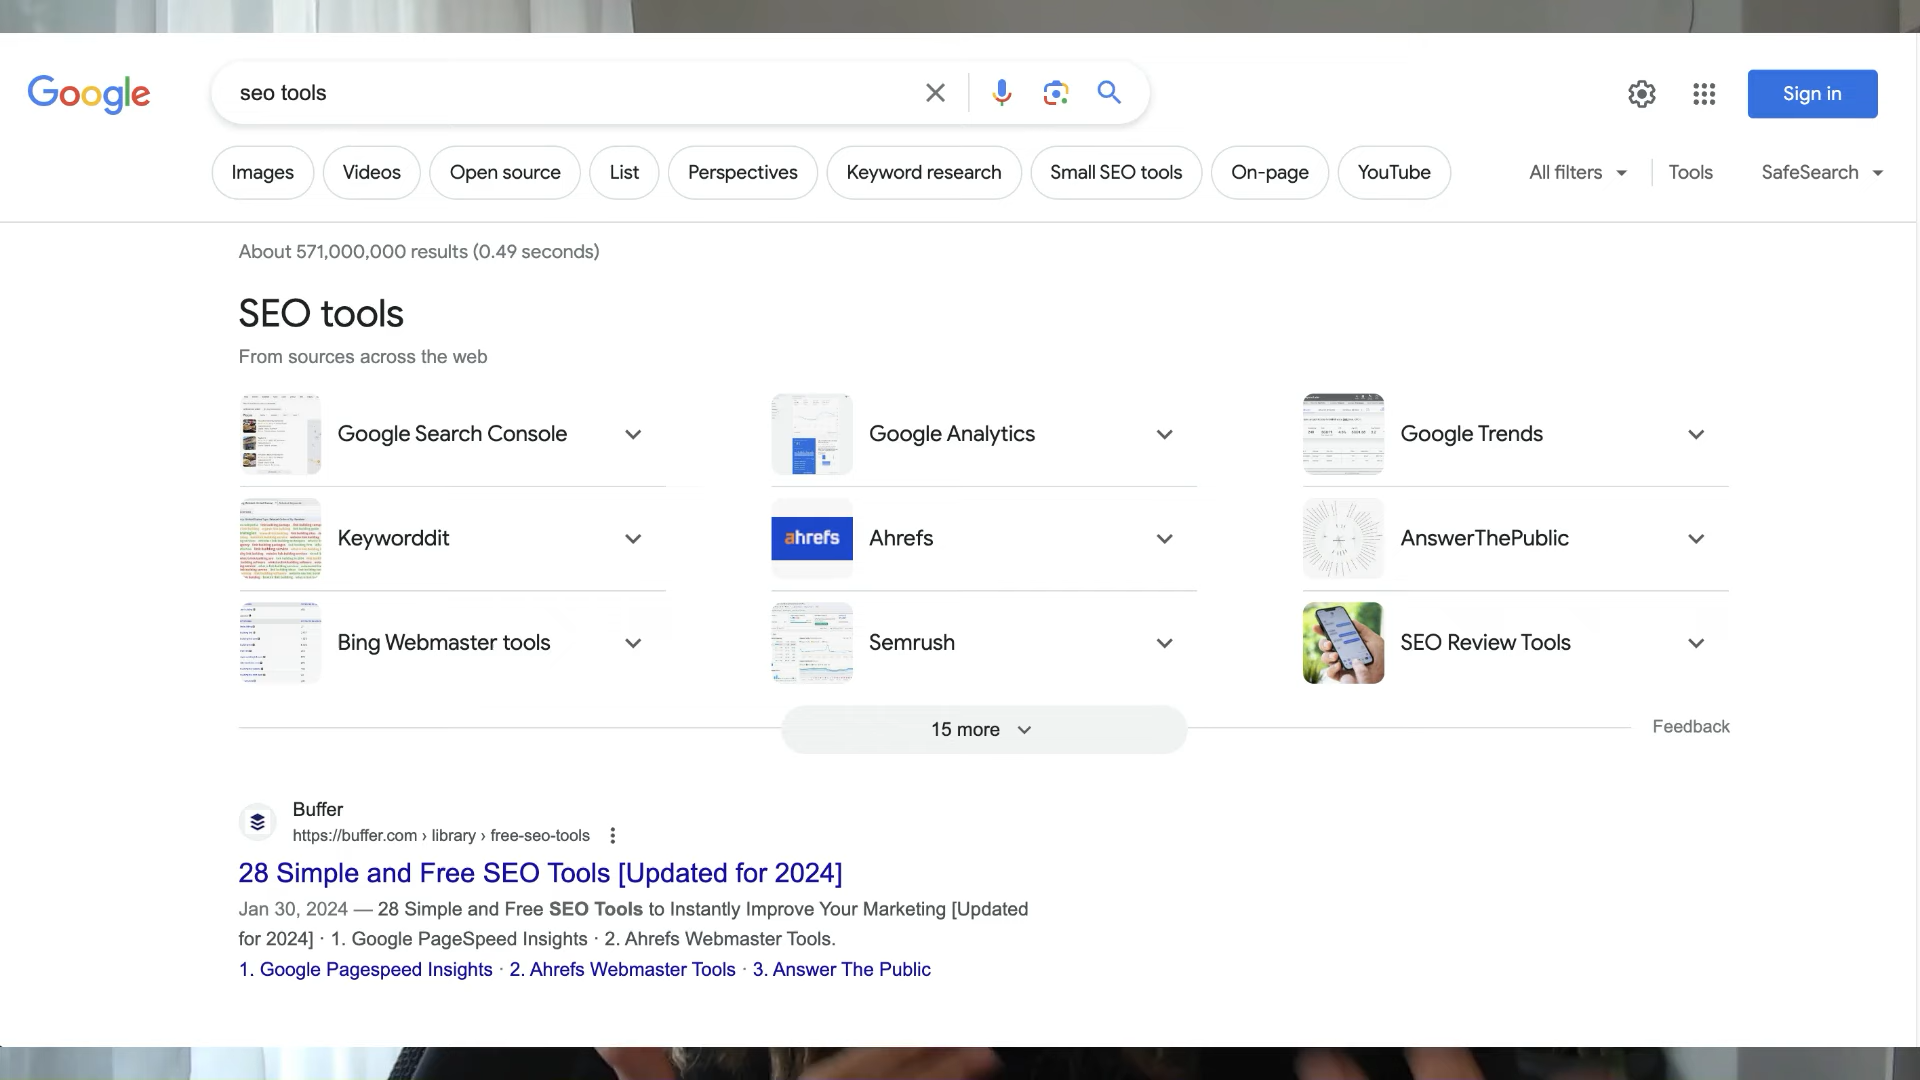 Google
seo tools
Sign in
Images
Videos
Open source
List
Perspectives
Keyword research
Small SEO tools
On-page
YouTube
All filters
Tools
SafeSearch
About 571,000,000 results (0.49 seconds)
SEO tools
From sources across the web
Google Search Console
Google Analytics
Google Trends
Keyworddit
ahrefs
Ahrefs
AnswerThePublic
Bing Webmaster tools
Semrush
SEO Review Tools
15 more
Feedback
Buffer
https://buffer.com › library › free-seo-tools
28 Simple and Free SEO Tools [Updated for 2024]
Jan 30, 2024 — 28 Simple and Free SEO Tools to Instantly Improve Your Marketing [Updated
for 2024] · 1. Google PageSpeed Insights · 2. Ahrefs Webmaster Tools.
1. Google Pagespeed Insights · 2. Ahrefs Webmaster Tools · 3. Answer The Public